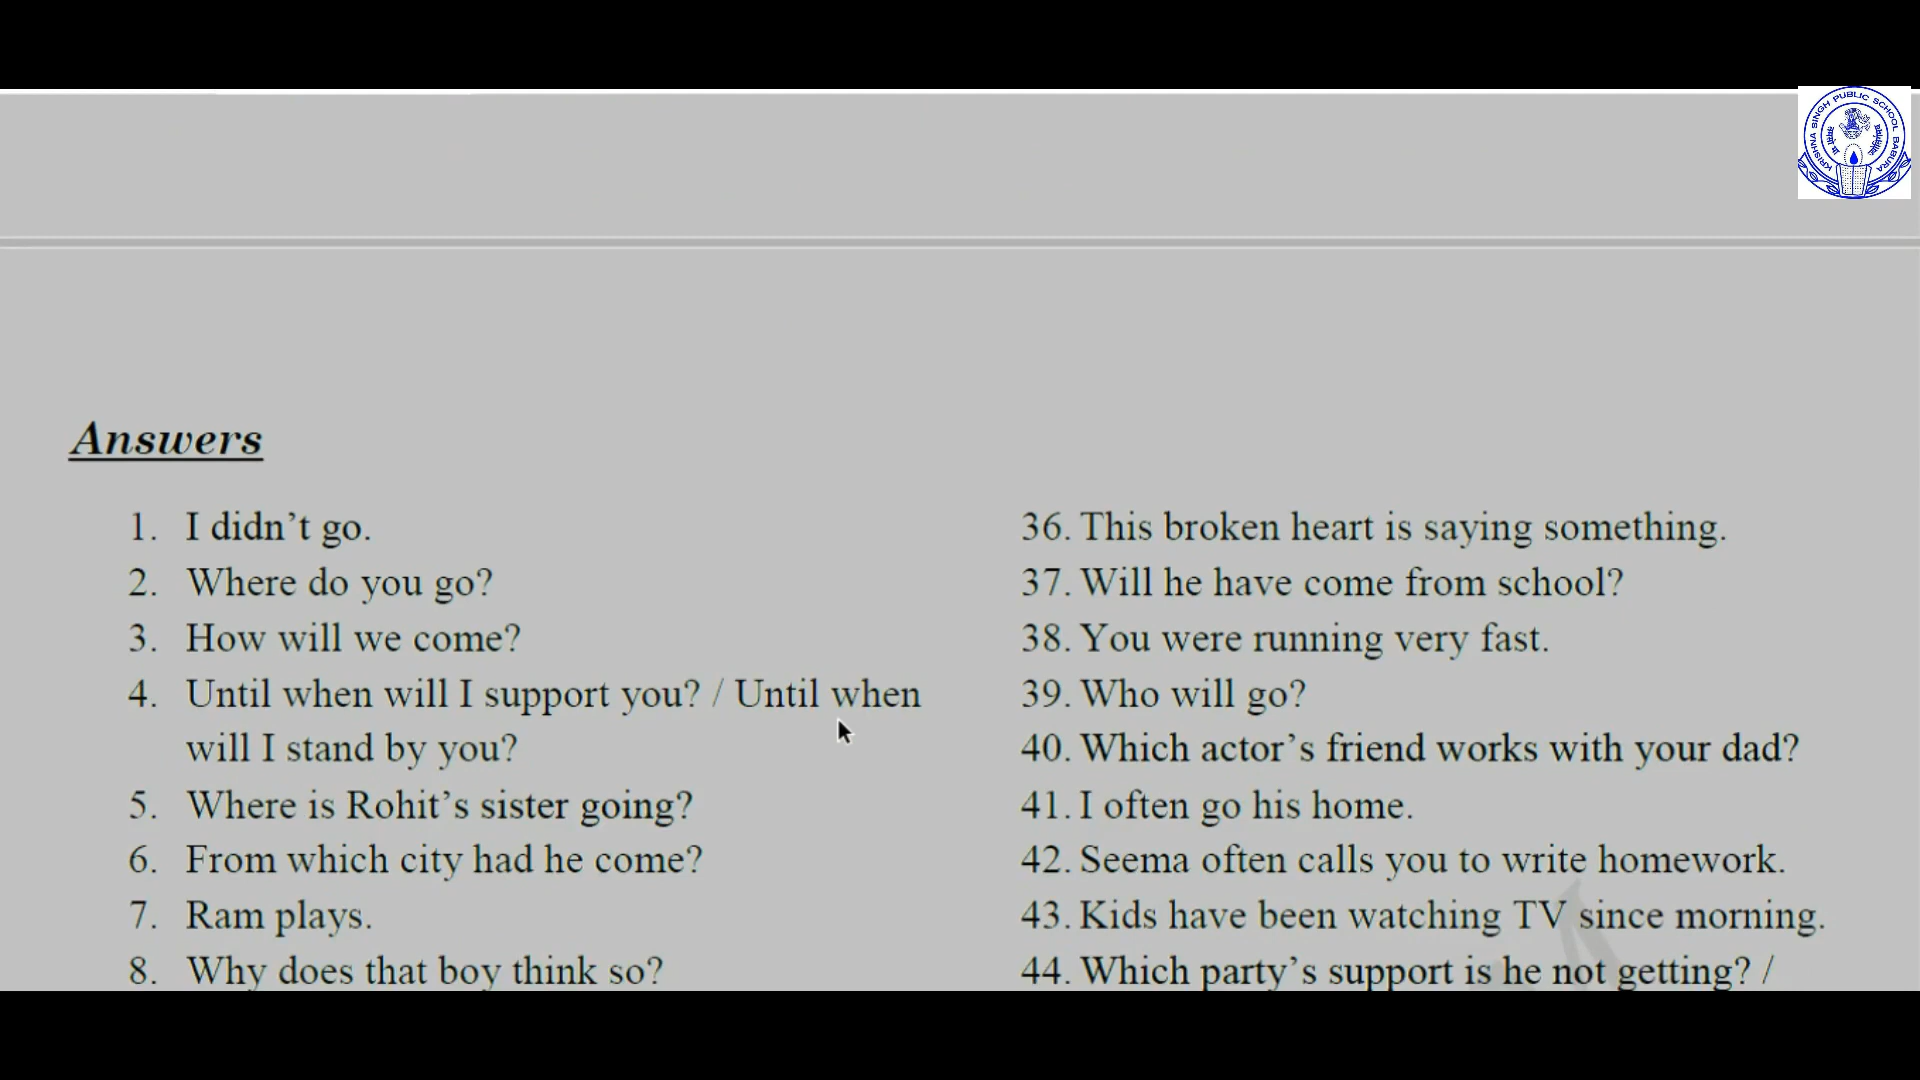 KRISHNA SINGH PUBLIC SCHOOL BABURA
Answers
1. I didn’t go.
2. Where do you go?
3. How will we come?
4. Until when will I support you? / Until when
will I stand by you?
5. Where is Rohit’s sister going?
6. From which city had he come?
7. Ram plays.
8. Why does that boy think so?
36. This broken heart is saying something.
37. Will he have come from school?
38. You were running very fast.
39. Who will go?
40. Which actor’s friend works with your dad?
41. I often go his home.
42. Seema often calls you to write homework.
43. Kids have been watching TV since morning.
44. Which party’s support is he not getting? /